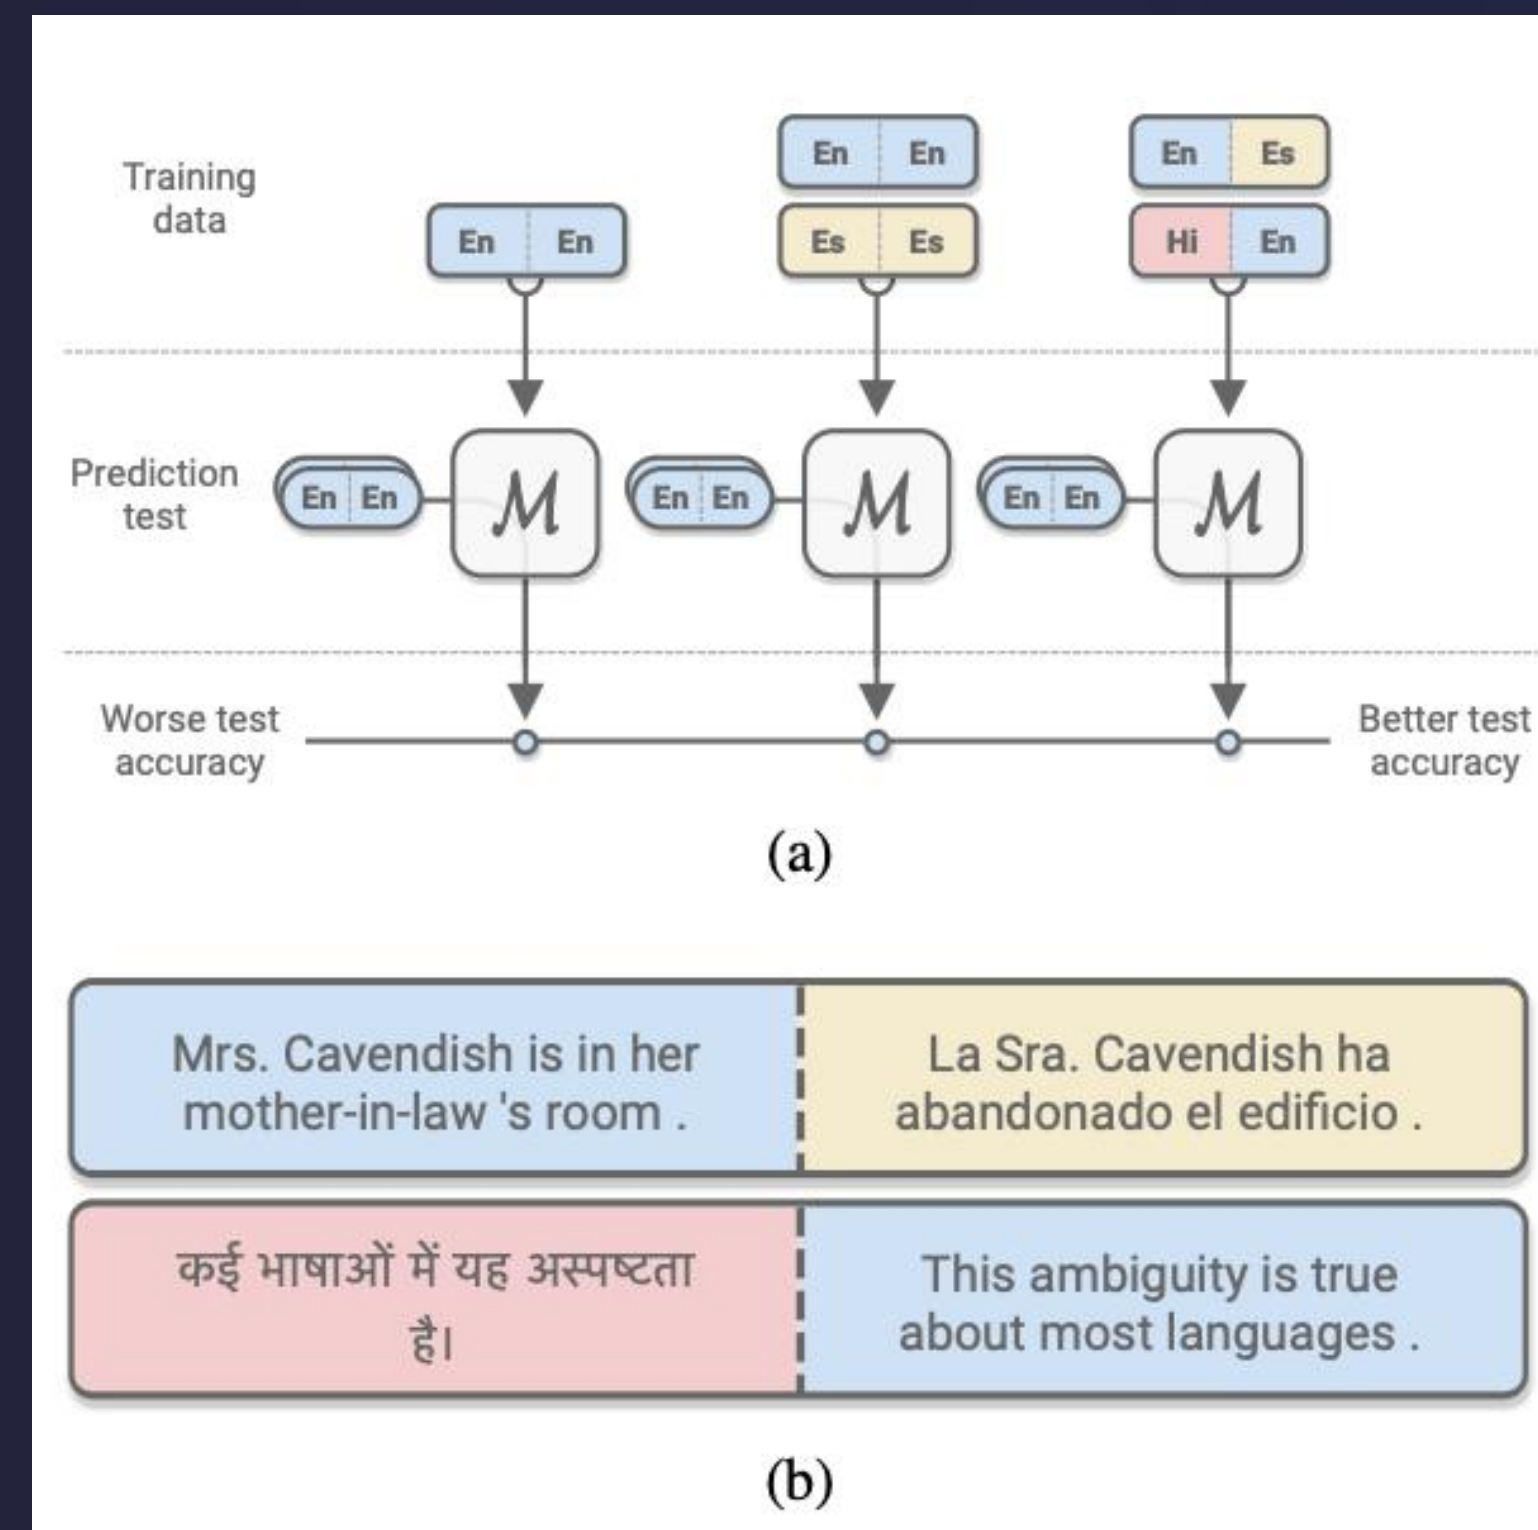 Training
data
En En
En En
Es Es
En Es
Hi En
Prediction
test
En En
M
En En
M
En En
M
Worse test
accuracy
Better test
accuracy
(a)
Mrs. Cavendish is in her
mother-in-law 's room .
La Sra. Cavendish ha
abandonado el edificio .
कई भाषाओं में यह अस्पष्टता
है।
This ambiguity is true
about most languages .
(b)